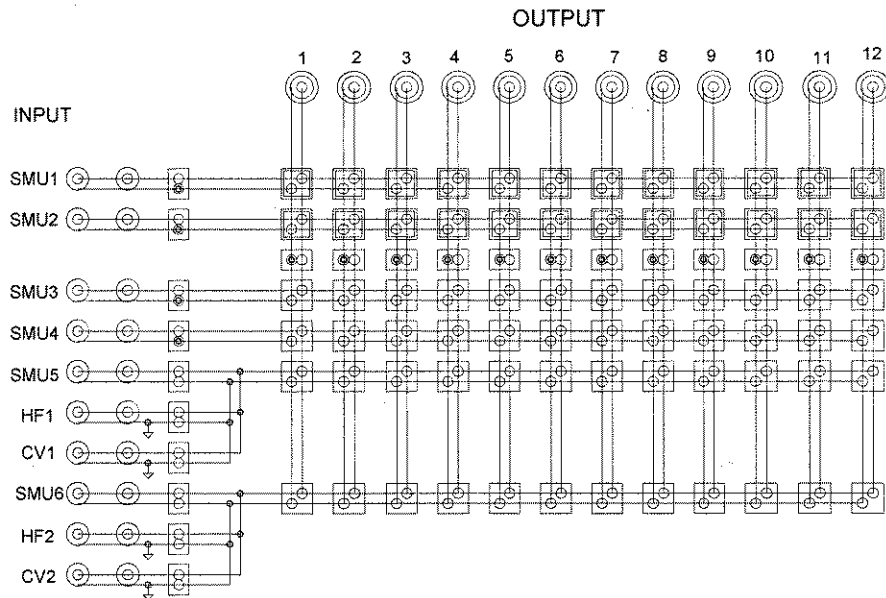 OUTPUT
1 2 3 4 5 6 7 8 9 10 11 12
INPUT
SMU1
SMU2
SMU3
SMU4
SMU5
HF1
CV1
SMU6
HF2
CV2